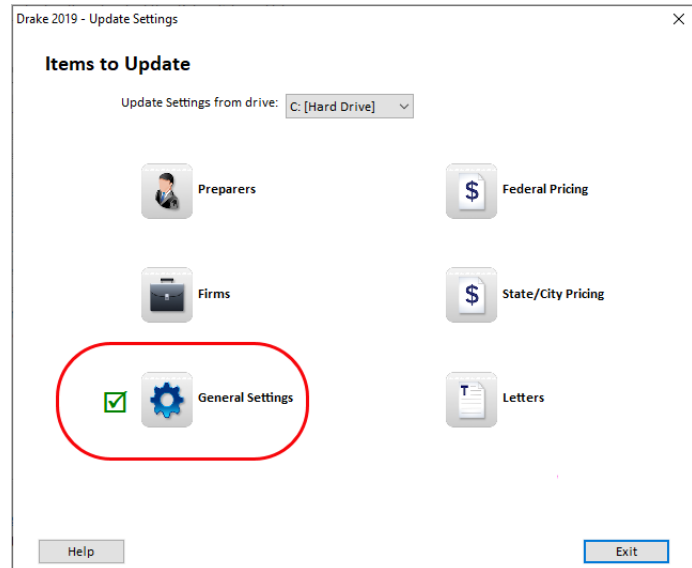 Drake 2019 - Update Settings
Items to Update
Update Settings from drive: C: [Hard Drive]
Preparers
$ Federal Pricing
Firms
$ State/City Pricing
General Settings
T Letters
Help
Exit